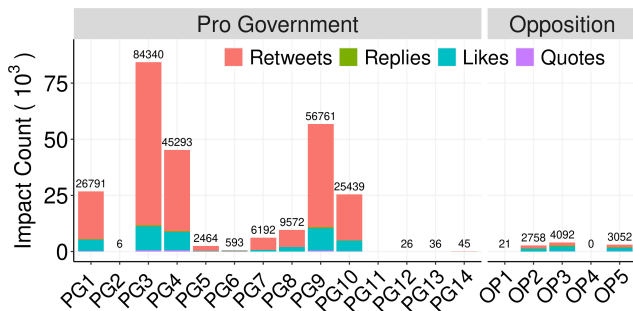 Pro Government
Opposition
Retweets Replies Likes Quotes
Impact Count ( 10³ )
75
50
25
0
26791
6
84340
45293
2464
593
6192
9572
56761
25439
26
36
45
21
2758
4092
0
3052
PG1
PG2
PG3
PG4
PG5
PG6
PG7
PG8
PG9
PG10
PG11
PG12
PG13
PG14
OP1
OP2
OP3
OP4
OP5